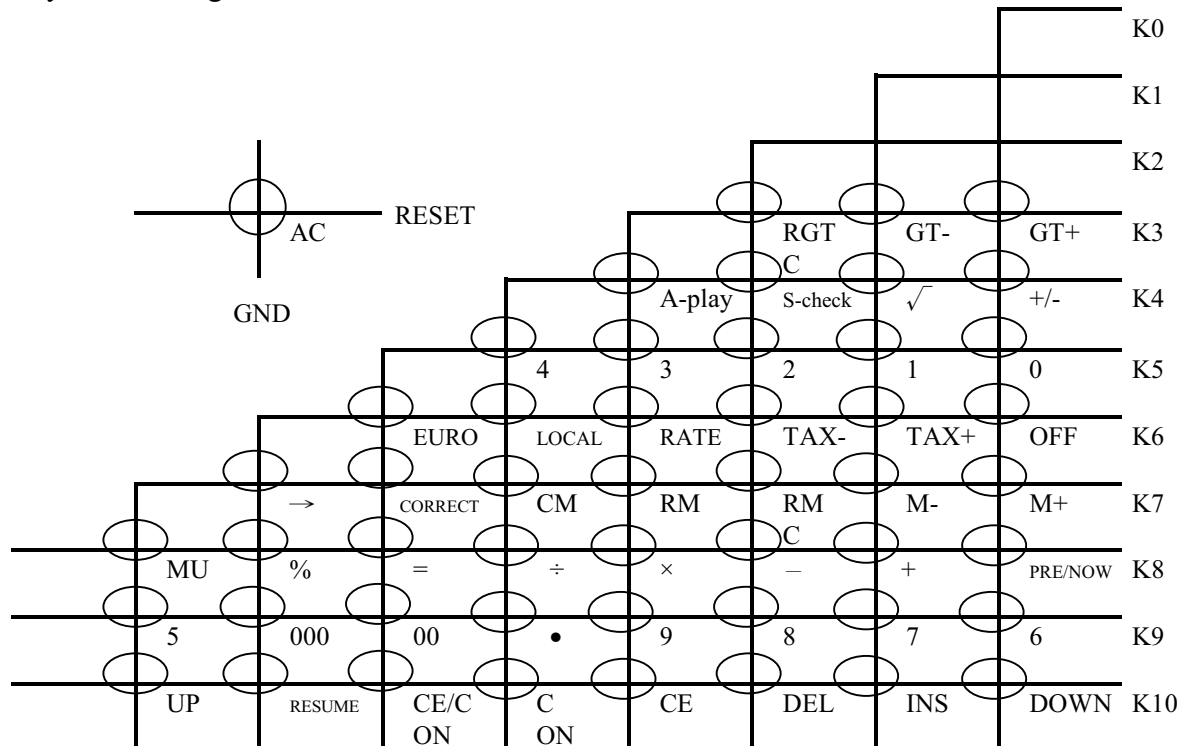 K0
K1
K2
RESET
AC
RGT C GT- GT+ K3
GND
A-play S-check √ +/- K4
4 3 2 1 0 K5
EURO LOCAL RATE TAX- TAX+ OFF K6
→ CORRECT CM RM RM C M- M+ K7
MU % = ÷ × – + PRE/NOW K8
5 000 00 • 9 8 7 6 K9
UP RESUME CE/C ON C ON CE DEL INS DOWN K10